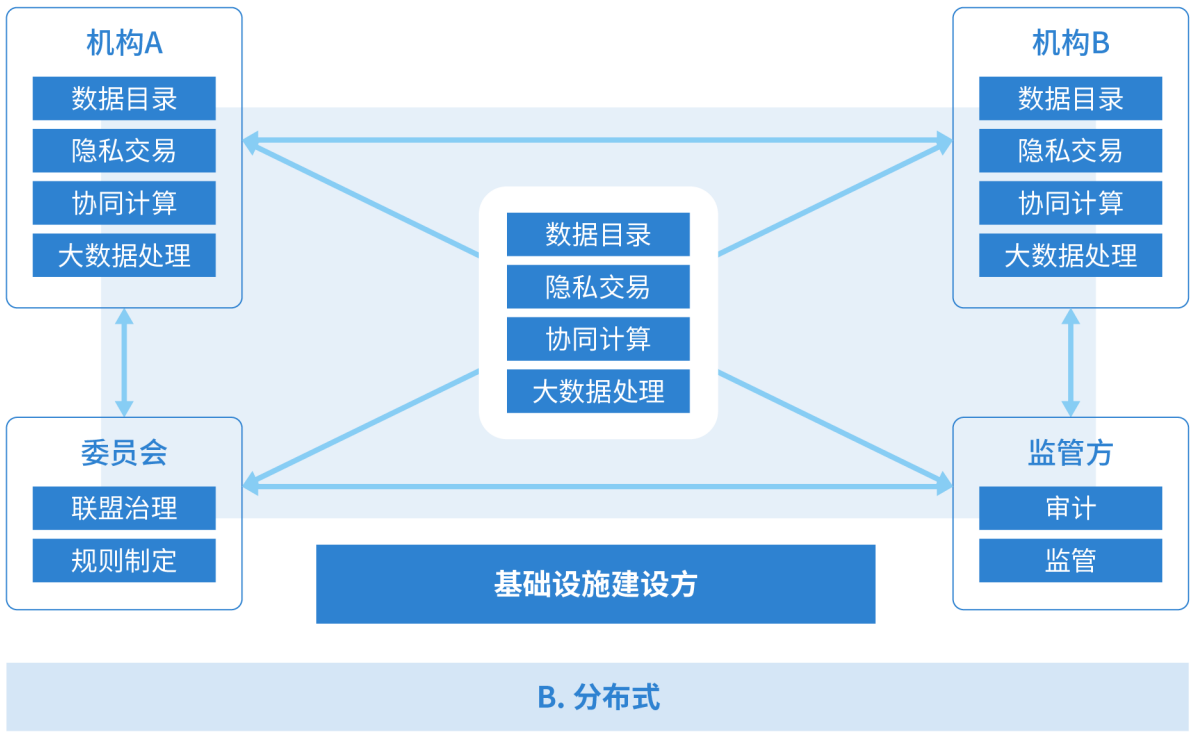 机构A
数据目录
隐私交易
协同计算
大数据处理
机构B
数据目录
隐私交易
协同计算
大数据处理
数据目录
隐私交易
协同计算
大数据处理
委员会
联盟治理
规则制定
监管方
审计
监管
基础设施建设方
B. 分布式